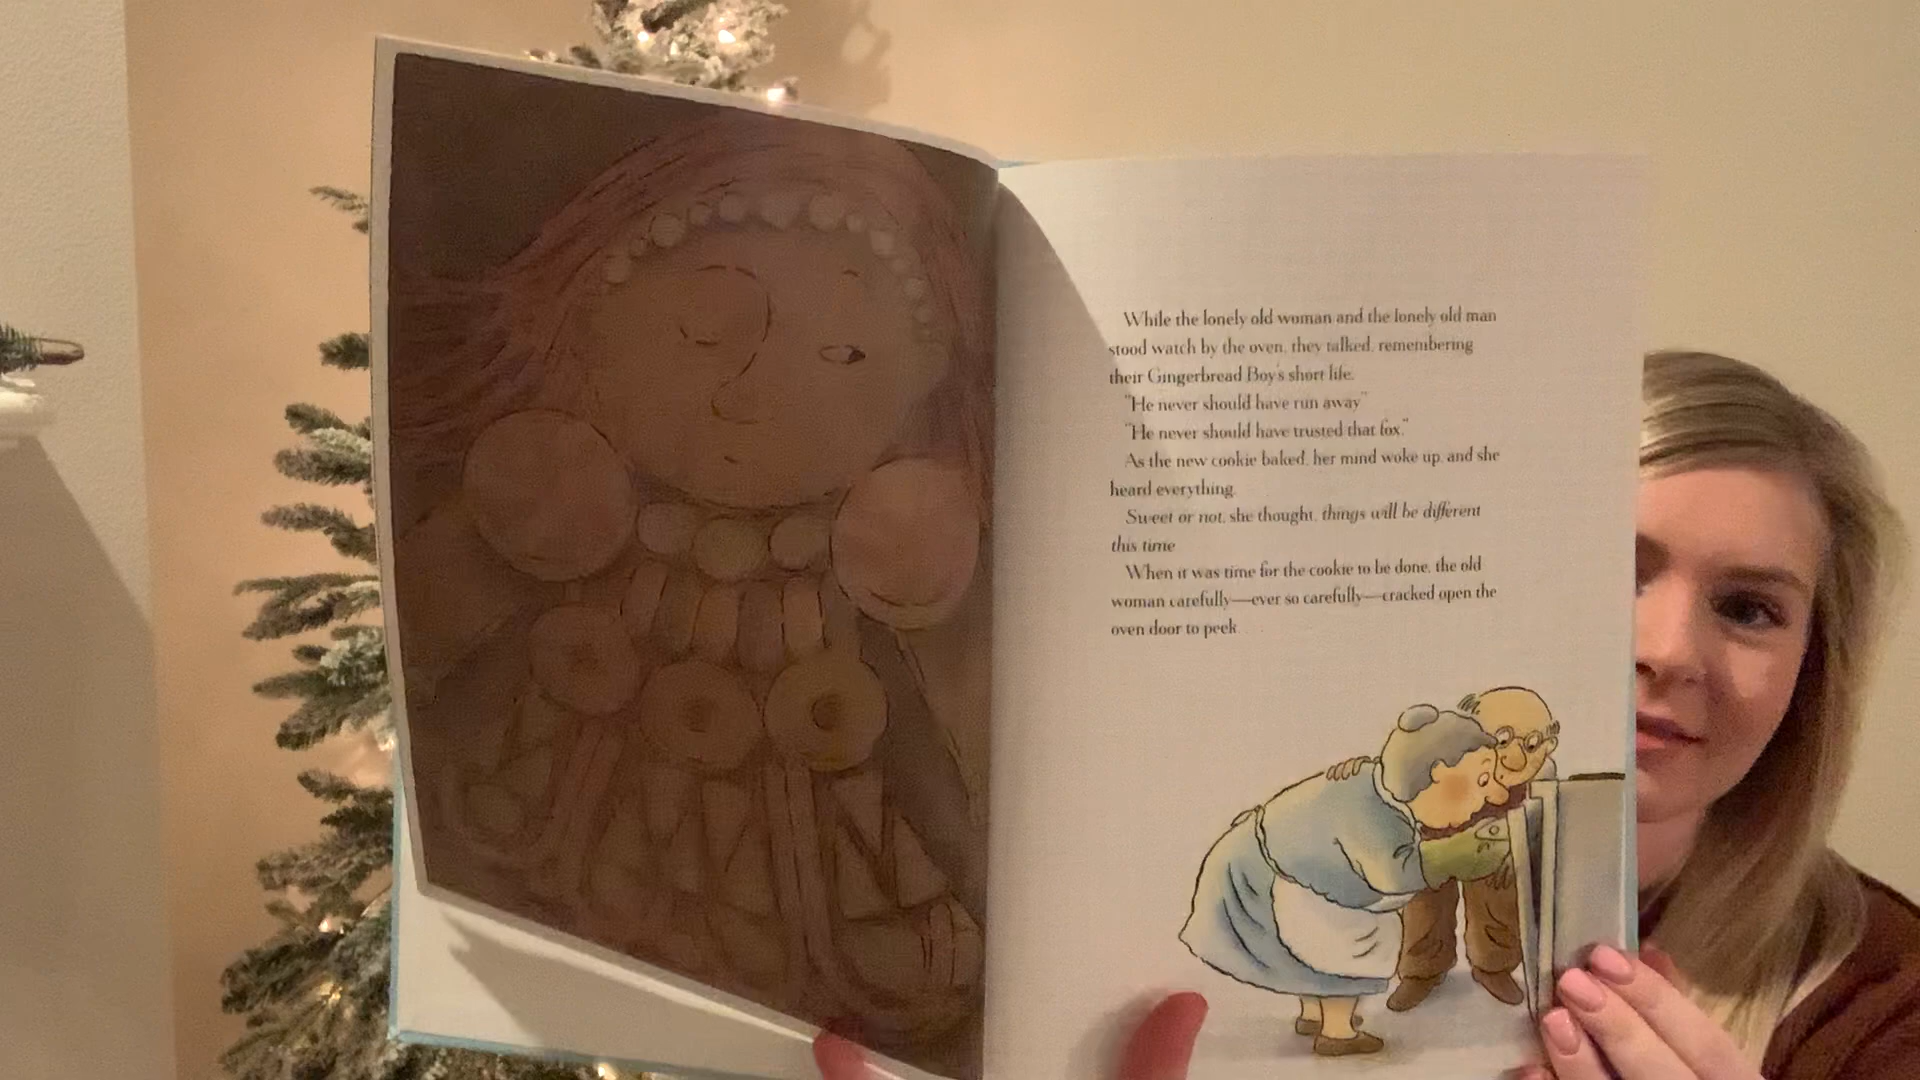 While the lonely old woman and the lonely old man
stood watch by the oven, they talked, remembering
their Gingerbread Boy's short life.
"He never should have run away."
"He never should have trusted that fox."
As the new cookie baked, her mind woke up, and she
heard everything.
Sweet or not, she thought, things will be different
this time.
When it was time for the cookie to be done, the old
woman carefully—ever so carefully—cracked open the
oven door to peek . . .